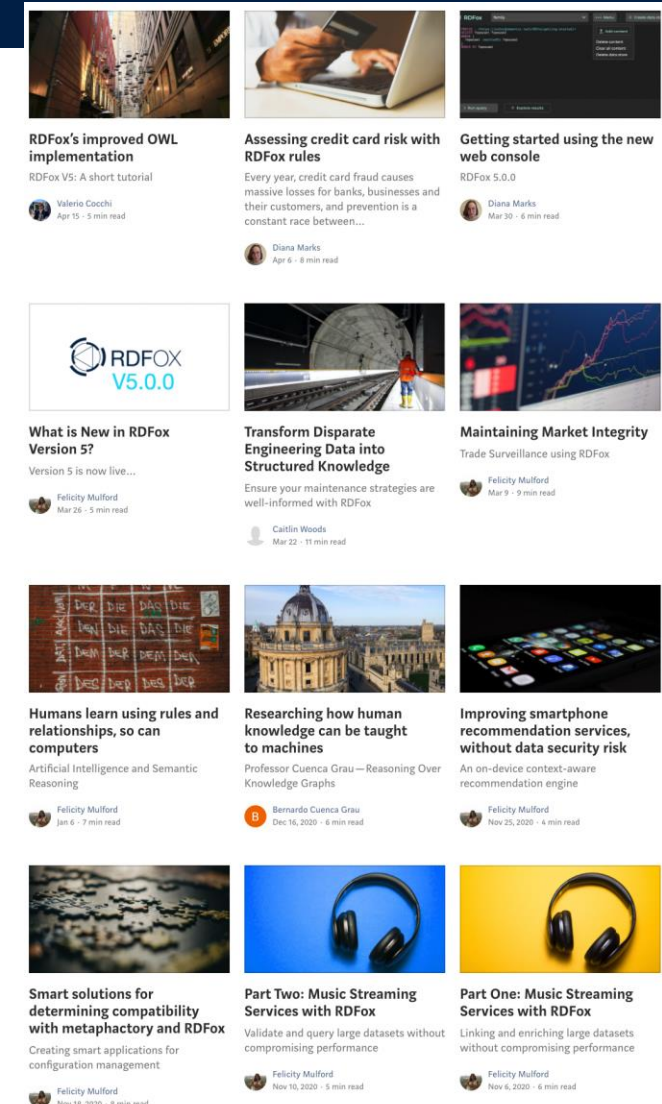 RDFox
RDFox's improved OWL
implementation
RDFox V5: A short tutorial
Valerio Cocchi
Apr 15 · 5 min read
Assessing credit card risk with
RDFox rules
Every year, credit card fraud causes
massive losses for banks, businesses and
their customers, and prevention is a
constant race between...
Diana Marks
Apr 6 · 8 min read
Getting started using the new
web console
RDFox 5.0.0
Diana Marks
Mar 30 · 6 min read
RDFOX
V5.0.0
What is New in RDFox
Version 5?
Version 5 is now live...
Felicity Mulford
Mar 26 · 5 min read
Transform Disparate
Engineering Data into
Structured Knowledge
Ensure your maintenance strategies are
well-informed with RDFox
Caitlin Woods
Mar 22 · 11 min read
Maintaining Market Integrity
Trade Surveillance using RDFox
Felicity Mulford
Mar 9 · 9 min read
DER DIE DAS DIE
DEN DIE DAS DIE
DEM DER DEM DEN
DES DER DES DER
Humans learn using rules and
relationships, so can
computers
Artificial Intelligence and Semantic
Reasoning
Felicity Mulford
Jan 6 · 7 min read
Researching how human
knowledge can be taught
to machines
Professor Cuenca Grau — Reasoning Over
Knowledge Graphs
B
Bernardo Cuenca Grau
Dec 16, 2020 · 6 min read
Improving smartphone
recommendation services,
without data security risk
An on-device context-aware
recommendation engine
Felicity Mulford
Nov 25, 2020 · 4 min read
Smart solutions for
determining compatibility
with metaphactory and RDFox
Creating smart applications for
configuration management
Felicity Mulford
Nov 18, 2020 · 8 min read
Part Two: Music Streaming
Services with RDFox
Validate and query large datasets without
compromising performance
Felicity Mulford
Nov 10, 2020 · 5 min read
Part One: Music Streaming
Services with RDFox
Linking and enriching large datasets
without compromising performance
Felicity Mulford
Nov 6, 2020 · 6 min read